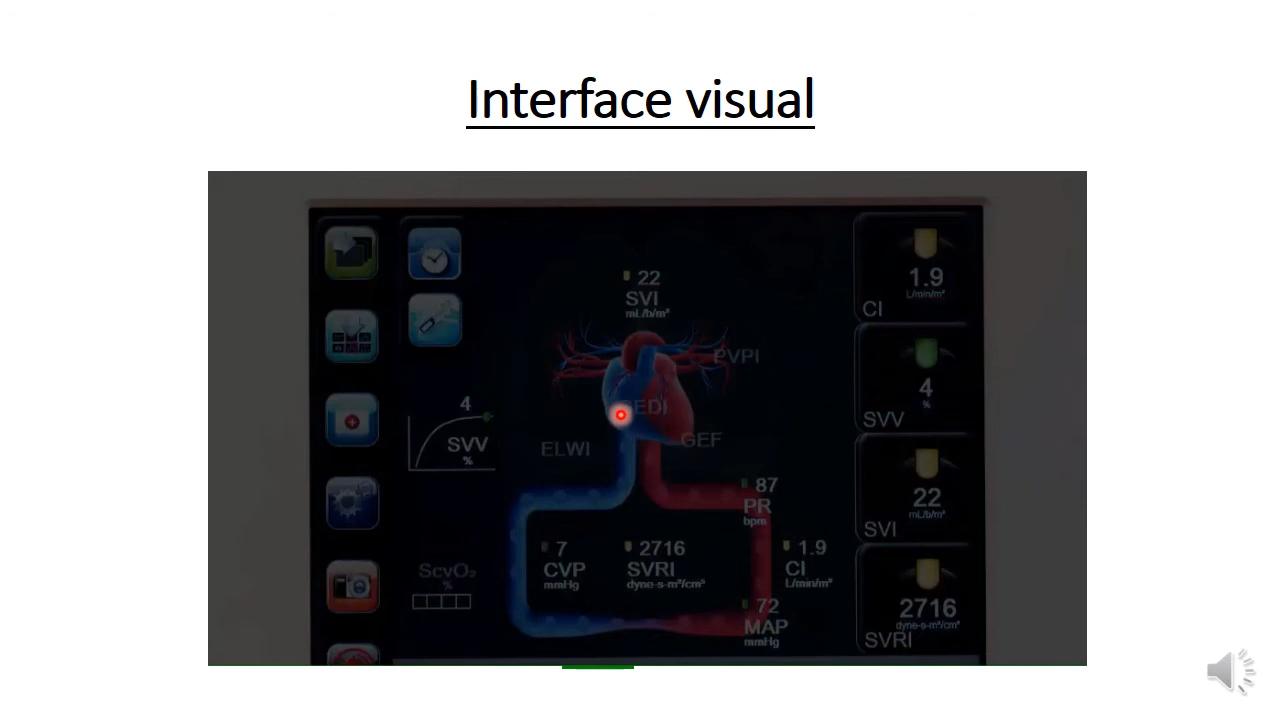 Interface visual
22
SVI
mL/b/m²
PVPI
GEDI
ELWI
GEF
4
SVV
%
87
PR
bpm
7
CVP
mmHg
2716
SVRI
dyne-s-m²/cm⁵
1.9
CI
L/min/m²
ScvO₂
%
72
MAP
mmHg
1.9
L/min/m²
CI
4
%
SVV
22
mL/b/m²
SVI
2716
dyne-s-m²/cm⁵
SVRI